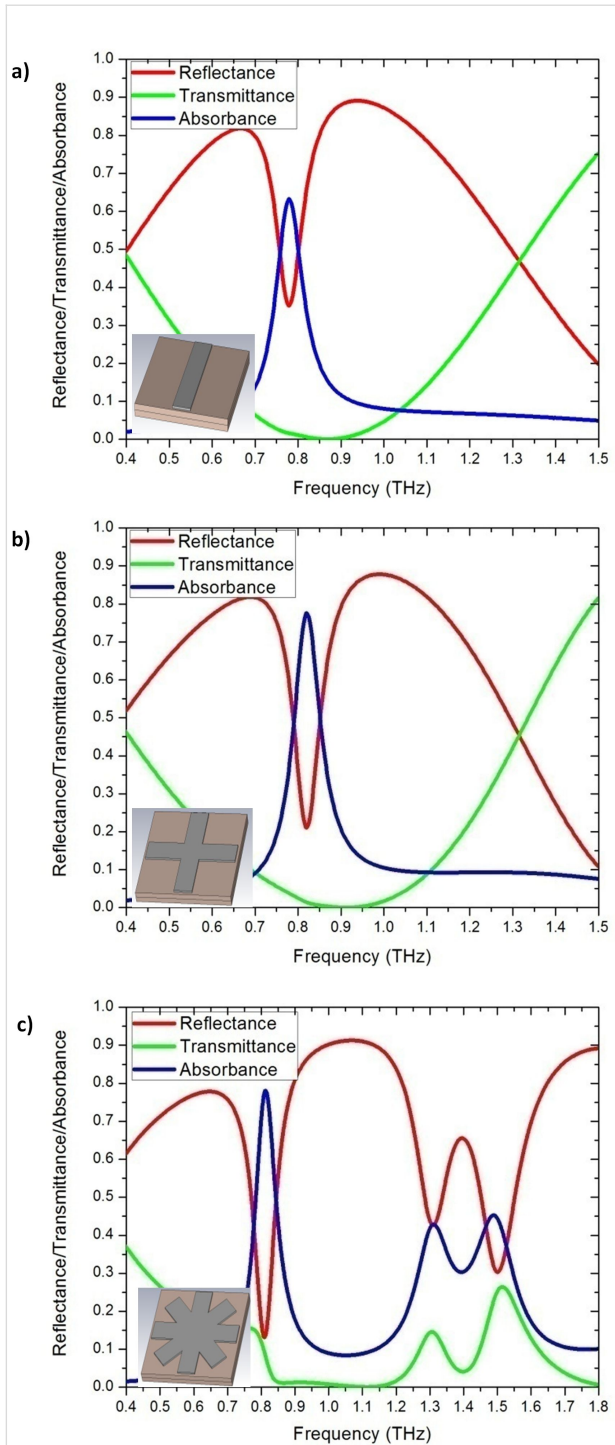 a)
Reflectance/Transmittance/Absorbance
1.0
0.9
0.8
0.7
0.6
0.5
0.4
0.3
0.2
0.1
0.0
Reflectance
Transmittance
Absorbance
0.4 0.5 0.6 0.7 0.8 0.9 1.0 1.1 1.2 1.3 1.4 1.5
Frequency (THz)
b)
Reflectance/Transmittance/Absorbance
1.0
0.9
0.8
0.7
0.6
0.5
0.4
0.3
0.2
0.1
0.0
Reflectance
Transmittance
Absorbance
0.4 0.5 0.6 0.7 0.8 0.9 1.0 1.1 1.2 1.3 1.4 1.5
Frequency (THz)
c)
Reflectance/Transmittance/Absorbance
1.0
0.9
0.8
0.7
0.6
0.5
0.4
0.3
0.2
0.1
0.0
Reflectance
Transmittance
Absorbance
0.4 0.5 0.6 0.7 0.8 0.9 1.0 1.1 1.2 1.3 1.4 1.5 1.6 1.7 1.8
Frequency (THz)